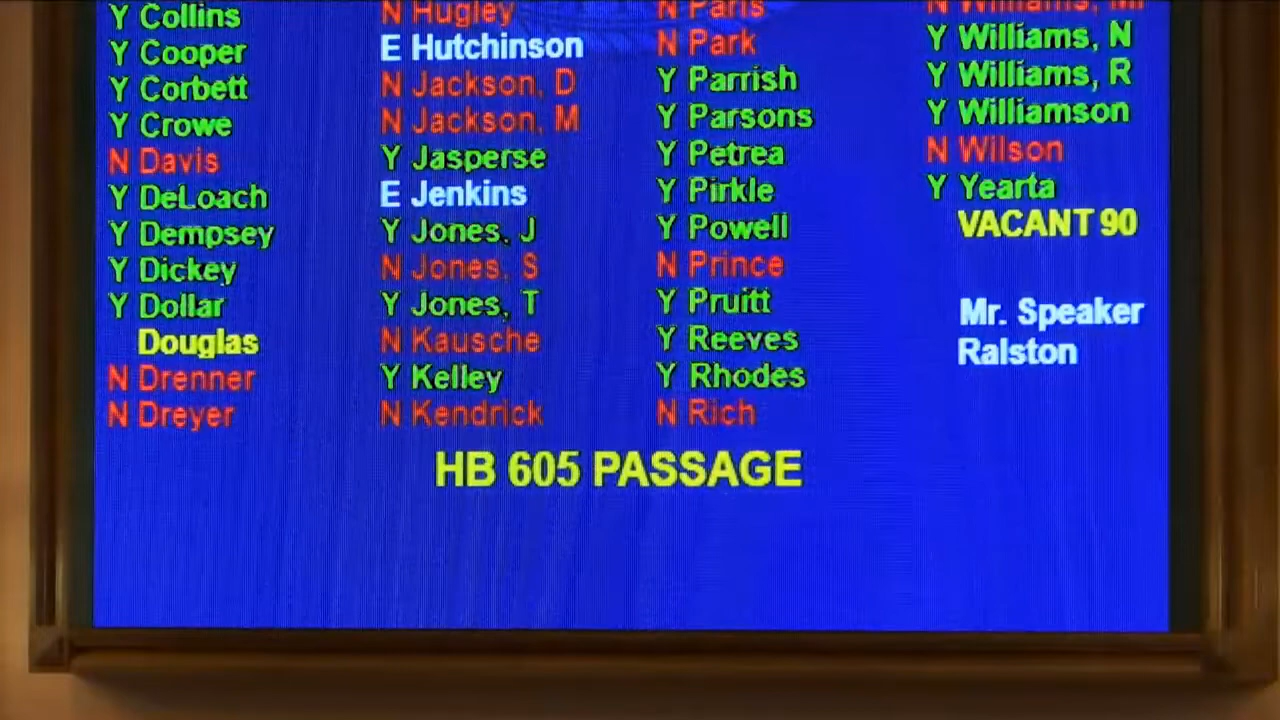 Y Collins
Y Cooper
Y Corbett
Y Crowe
N Davis
Y DeLoach
Y Dempsey
Y Dickey
Y Dollar
Douglas
N Drenner
N Dreyer
N Hugley
E Hutchinson
N Jackson, D
N Jackson, M
Y Jasperse
E Jenkins
Y Jones, J
N Jones, S
Y Jones, T
N Kausche
Y Kelley
N Kendrick
N Paris
N Park
Y Parrish
Y Parsons
Y Petrea
Y Pirkle
Y Powell
N Prince
Y Pruitt
Y Reeves
Y Rhodes
N Rich
N Williams, MF
Y Williams, N
Y Williams, R
Y Williamson
N Wilson
Y Yearta
VACANT 90
Mr. Speaker
Ralston
HB 605 PASSAGE